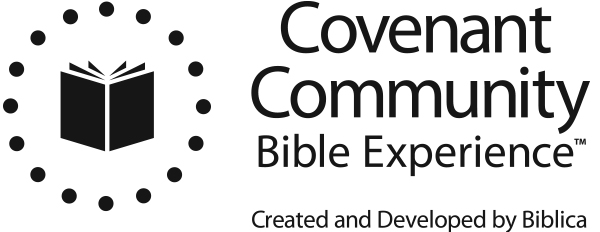 Covenant
Community
Bible Experience™
Created and Developed by Biblica